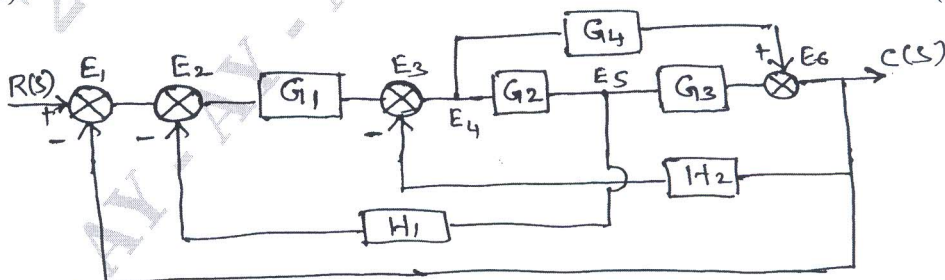 G4
R(S) E1 E2 G1 E3 E4 G2 E5 G3 E6 C(S)
+ - - - +
H2
H1